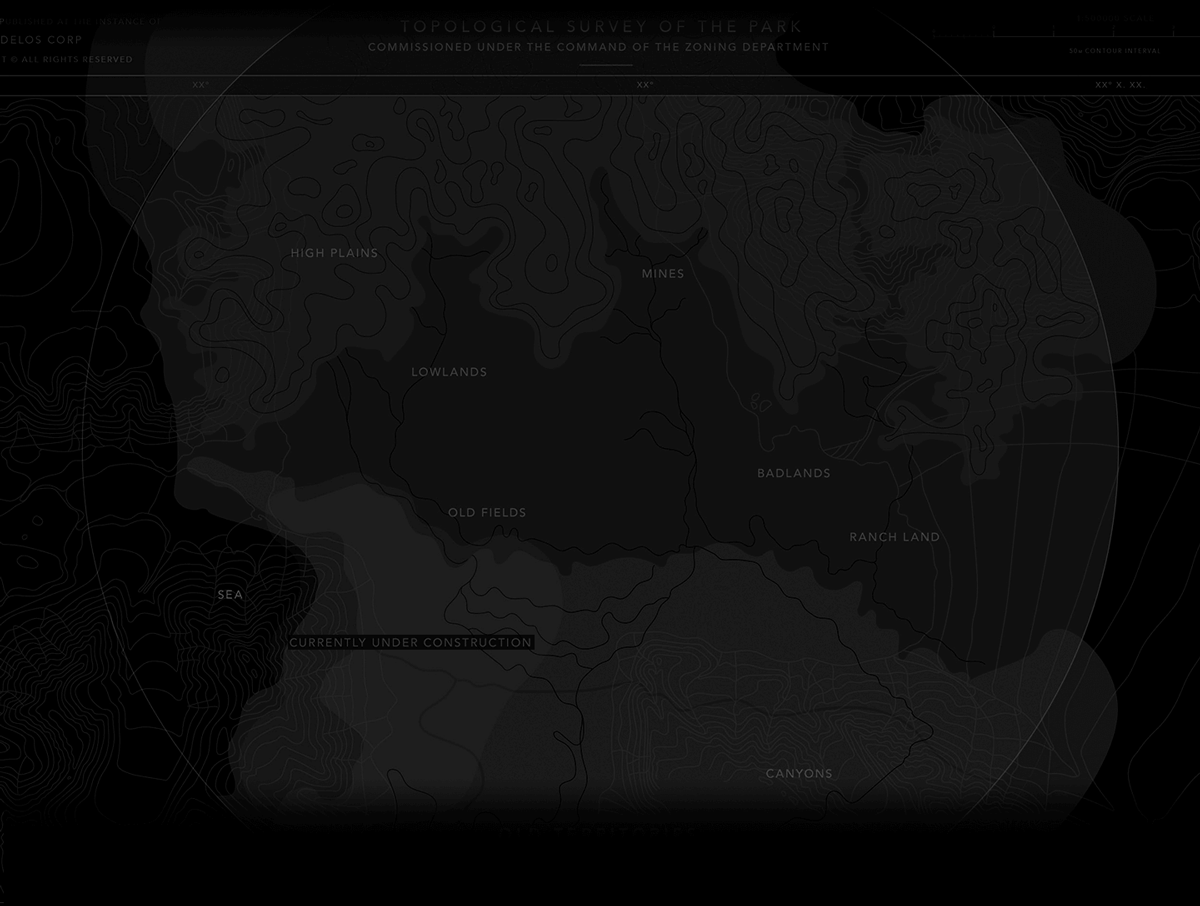 PUBLISHED AT THE INSTANCE OF
DELOS CORP
T © ALL RIGHTS RESERVED
TOPOLOGICAL SURVEY OF THE PARK
COMMISSIONED UNDER THE COMMAND OF THE ZONING DEPARTMENT
50M CONTOUR INTERVAL
XX°
XX°
XX° X. XX.
HIGH PLAINS
MINES
LOWLANDS
BADLANDS
OLD FIELDS
RANCH LAND
SEA
CURRENTLY UNDER CONSTRUCTION
CANYONS